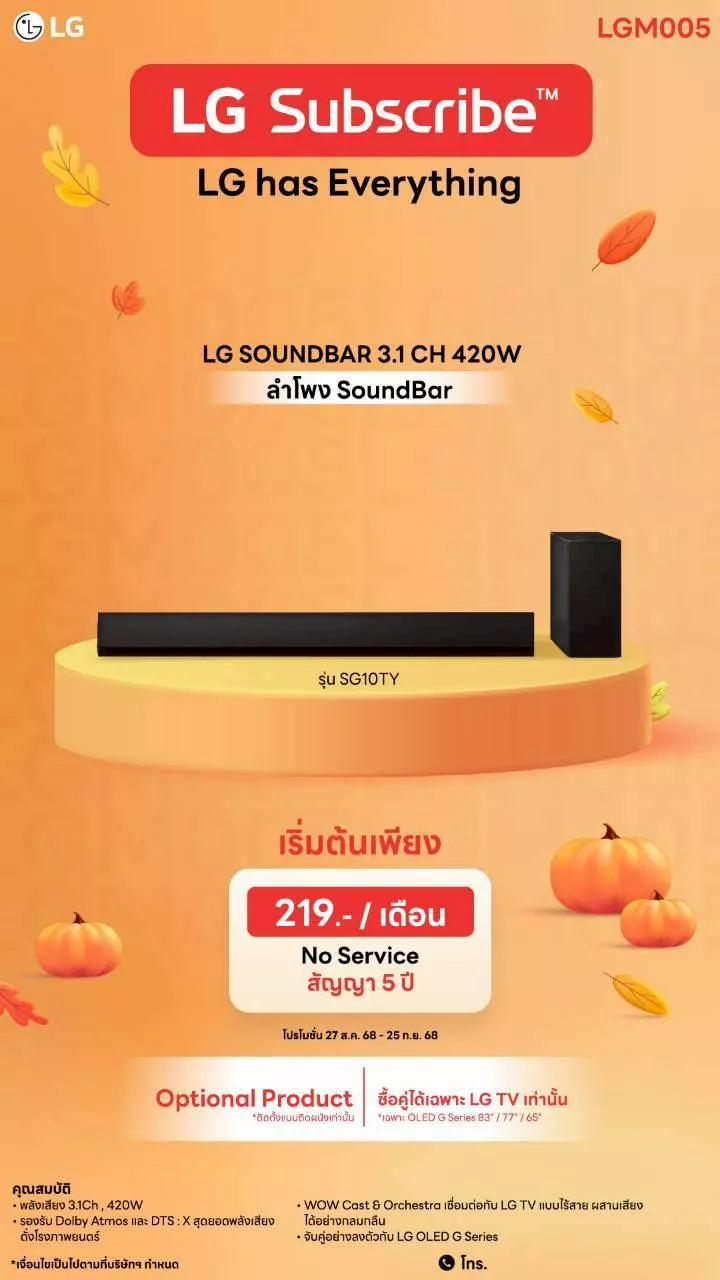 LG
LGM005
LG Subscribe™
LG has Everything
LG SOUNDBAR 3.1 CH 420W
ลำโพง SoundBar
รุ่น SG10TY
เริ่มต้นเพียง
219.- / เดือน
No Service
สัญญา 5 ปี
โปรโมชั่น 27 ส.ค. 68 - 25 ก.ย. 68
Optional Product
*ติดตั้งแบบติดผนังเท่านั้น
ซื้อคู่ได้เฉพาะ LG TV เท่านั้น
*เฉพาะ OLED G Series 83" / 77" / 65"
คุณสมบัติ
• พลังเสียง 3.1Ch , 420W
• รองรับ Dolby Atmos และ DTS : X สุดยอดพลังเสียง
ดั่งโรงภาพยนตร์
• WOW Cast & Orchestra เชื่อมต่อกับ LG TV แบบไร้สาย ผสานเสียง
ได้อย่างกลมกลืน
• จับคู่อย่างลงตัวกับ LG OLED G Series
*เงื่อนไขเป็นไปตามที่บริษัทฯ กำหนด
โทร.